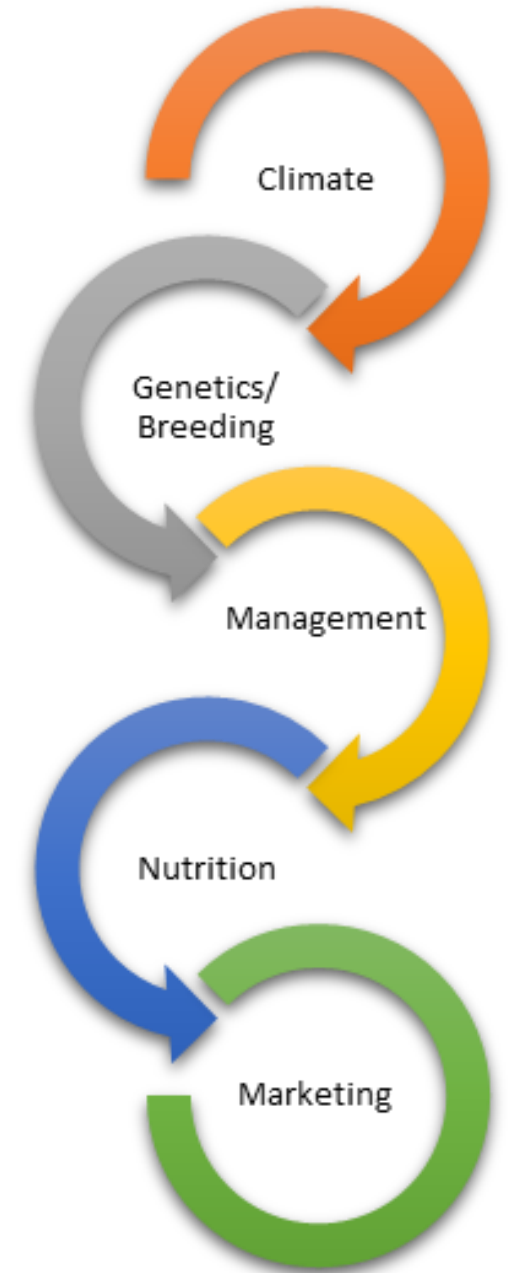 Climate
Genetics/
Breeding
Management
Nutrition
Marketing